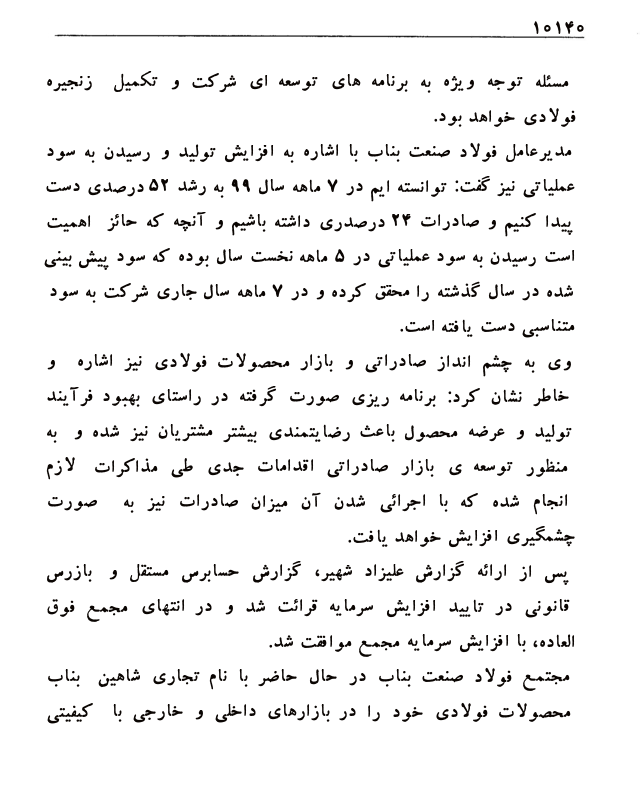 ۱۰۱۴۰
مسئله توجه ویژه به برنامه های توسعه ای شرکت و تکمیل زنجیره
فولادی خواهد بود.
مدیرعامل فولاد صنعت بناب با اشاره به افزایش تولید و رسیدن به سود
عملیاتی نیز گفت: توانسته ایم در ۷ ماهه سال ۹۹ به رشد ۵۲ درصدی دست
پیدا کنیم و صادرات ۲۴ درصدری داشته باشیم و آنچه که حائز اهمیت
است رسیدن به سود عملیاتی در ۵ ماهه نخست سال بوده که سود پیش بینی
شده در سال گذشته را محقق کرده و در ۷ ماهه سال جاری شرکت به سود
متناسبی دست یافته است.
وی به چشم انداز صادراتی و بازار محصولات فولادی نیز اشاره و
خاطر نشان کرد: برنامه ریزی صورت گرفته در راستای بهبود فرآیند
تولید و عرضه محصول باعث رضایتمندی بیشتر مشتریان نیز شده و به
منظور توسعه ی بازار صادراتی اقدامات جدی طی مذاکرات لازم
انجام شده که با اجرائی شدن آن میزان صادرات نیز به صورت
چشمگیری افزایش خواهد یافت.
پس از ارائه گزارش علیزاد شهیر، گزارش حسابرس مستقل و بازرس
قانونی در تایید افزایش سرمایه قرائت شد و در انتهای مجمع فوق
العاده، با افزایش سرمایه مجمع موافقت شد.
مجتمع فولاد صنعت بناب در حال حاضر با نام تجاری شاهین بناب
محصولات فولادی خود را در بازارهای داخلی و خارجی با کیفیتی